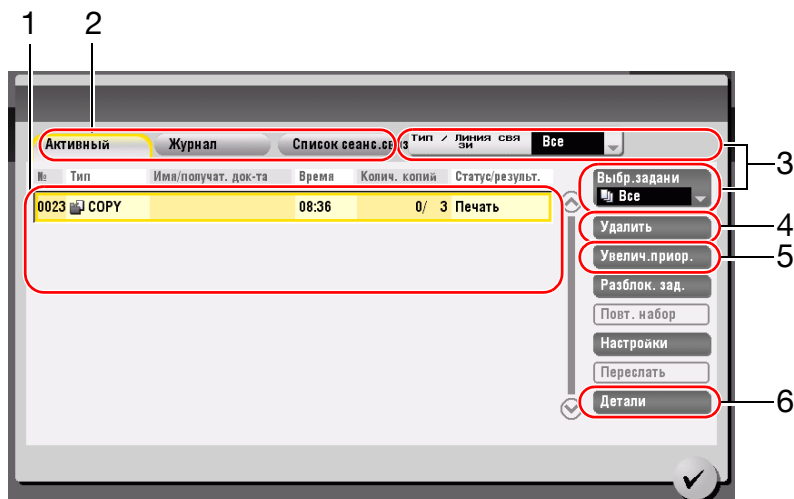 1
2
Активный
Журнал
Список сеанс.связ
Тип / Линия свя
зи
Все
3
№
Тип
Имя/получат. док-та
Время
Колич. копий
Статус/результ.
Выбр.задани
Все
0023 COPY
08:36
0/ 3
Печать
Удалить
4
Увелич.приор.
5
Разблок. зад.
Повт. набор
Настройки
Переслать
Детали
6